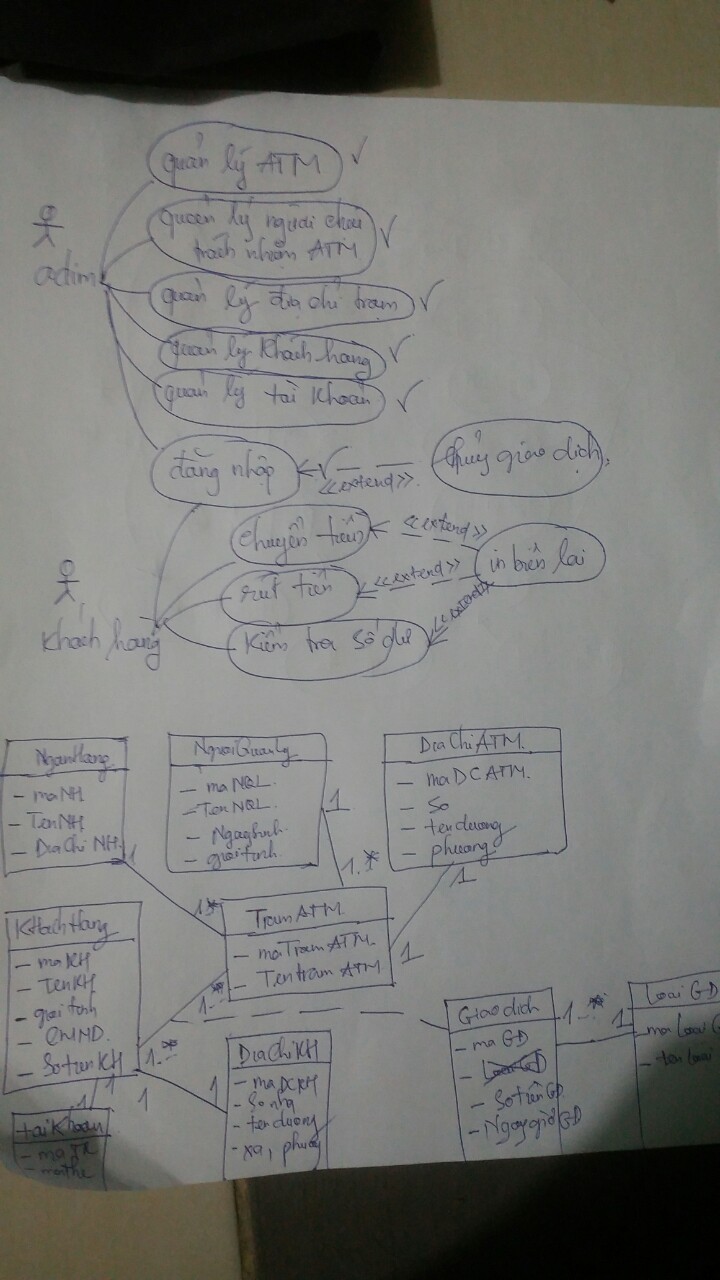 quản lý ATM
quản lý người chịu
trách nhiệm ATM
adim
quản lý địa chỉ trạm
quản lý khách hàng
quản lý tài khoản
đăng nhập
<<extend>>
hủy giao dịch
chuyển tiền
<<extend>>
in biên lai
rút tiền
<<extend>>
Khách hàng
kiểm tra số dư
<<extend>>
NganHang
- maNH
- TenNH
- DiaChi NH
1
NguoiQuanLy
- maNQL
- TenNQL
- Ngaysinh
- gioitinh
1
1..*
DiaChiATM
- maDCATM
- So
- tenduong
- phuong
1
1*
TramATM
- maTramATM
- Tentram ATM
1
1..*
KHachHang
- maKH
- TenKH
- gioitinh
- CMND
- SotienKH
1..*
1
1
1
DiaChiKH
- maDCKH
- Sonha
- tenduong
- xa, phuong
1
taiKhoan
- maTK
- mathe
Giaodich
- maGD
- SotienGD
- NgaygioGD
1..*
1
Loai GD
- maLoai G
- tenloai